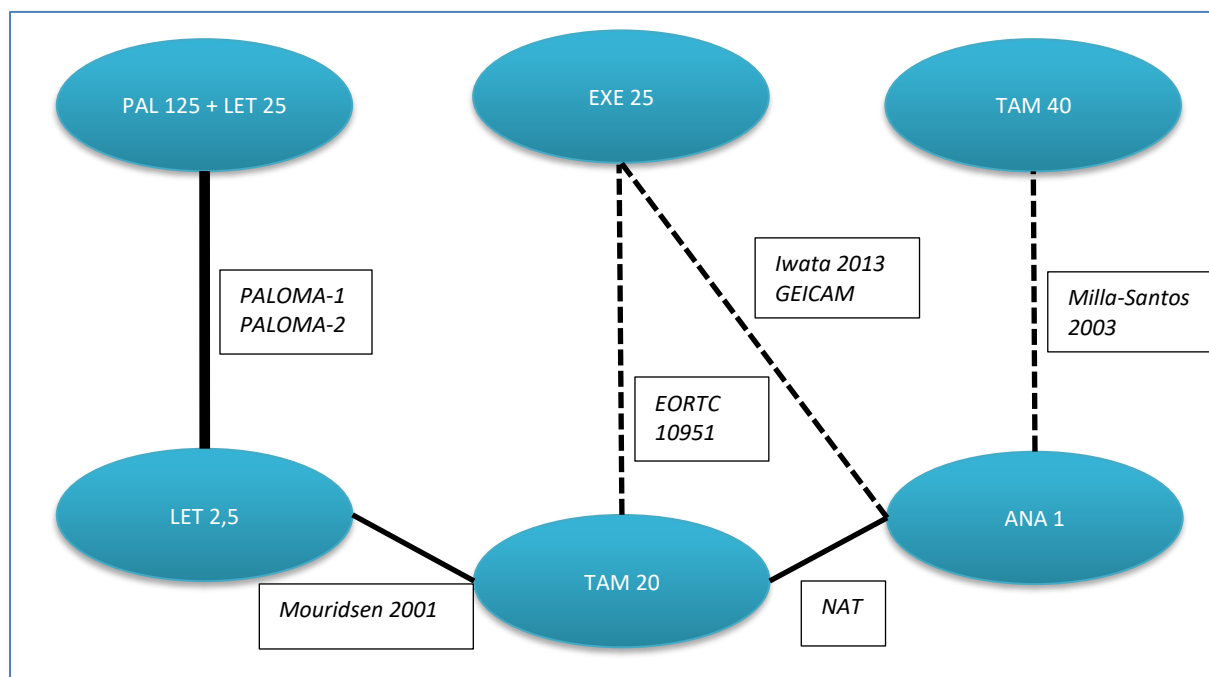 PAL 125 + LET 25
EXE 25
TAM 40
PALOMA-1
PALOMA-2
Iwata 2013
GEICAM
Milla-Santos
2003
EORTC
10951
LET 2,5
TAM 20
ANA 1
Mouridsen 2001
NAT